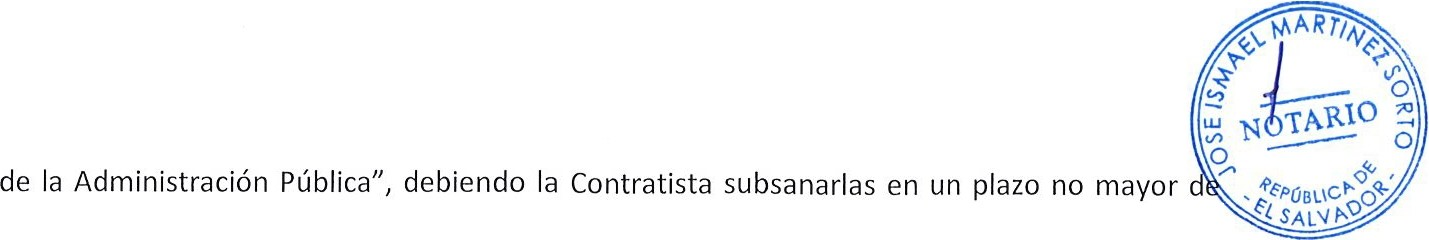 JOSE ISMAEL MARTINEZ SORTO
NOTARIO
REPÚBLICA DE
- EL SALVADOR -
de la Administración Pública”, debiendo la Contratista subsanarlas en un plazo no mayor de